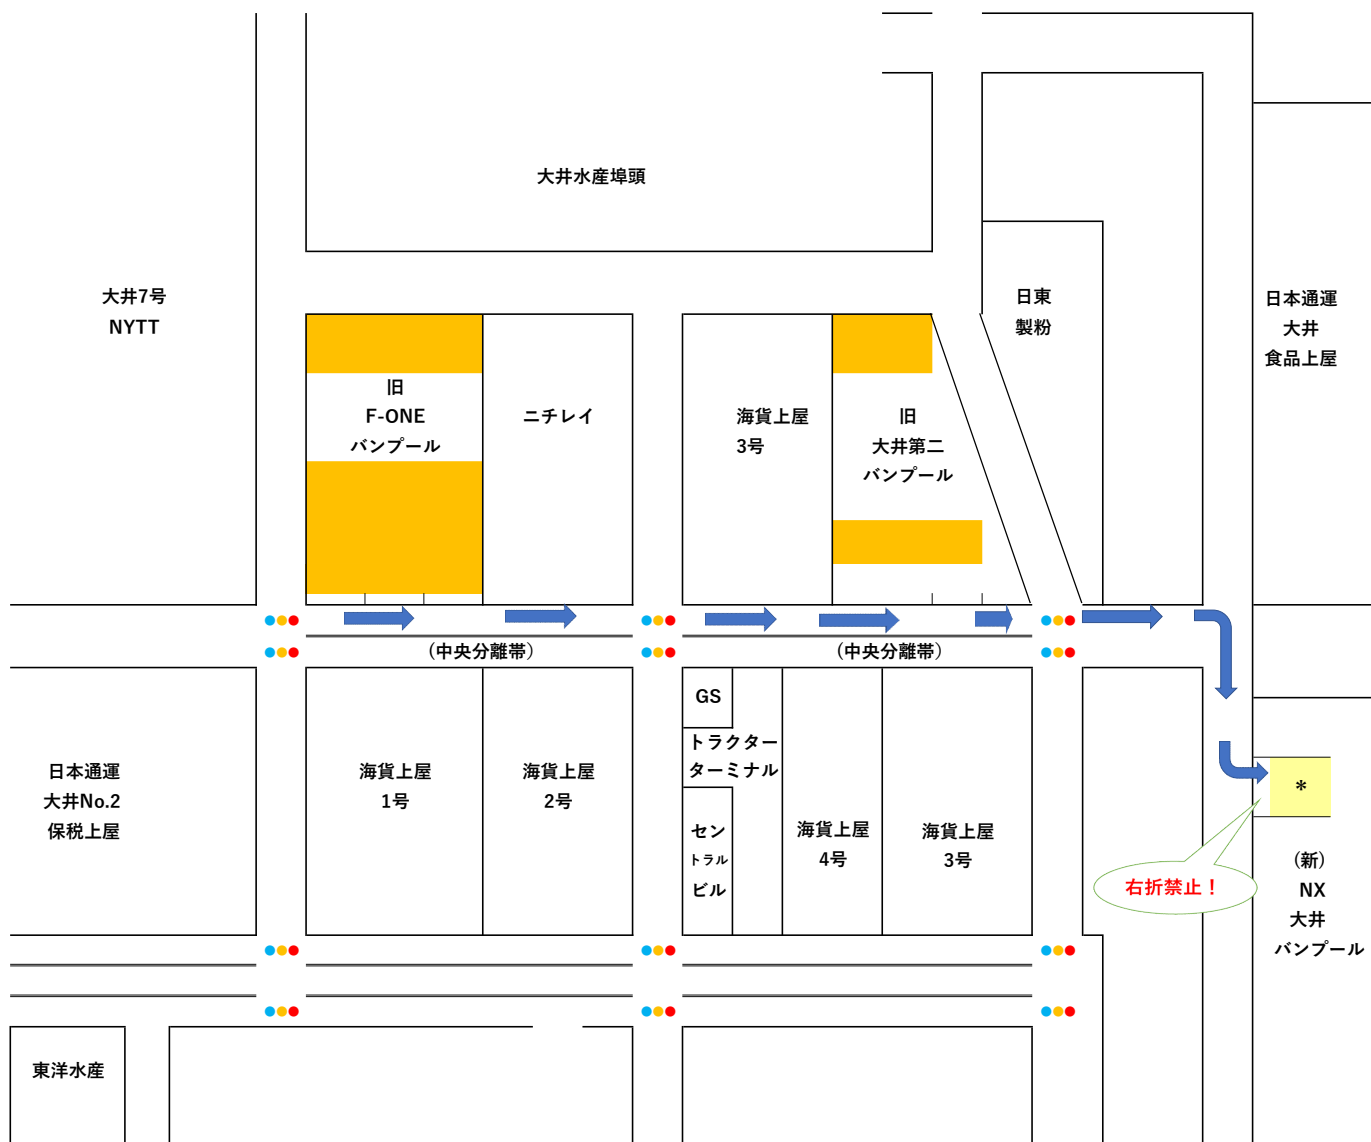 大井水産埠頭
大井7号
NYTT
日東
製粉
日本通運
大井
食品上屋
旧
F-ONE
バンプール
ニチレイ
海貨上屋
3号
旧
大井第二
バンプール
(中央分離帯)
(中央分離帯)
GS
トラクター
ターミナル
日本通運
大井No.2
保税上屋
海貨上屋
1号
海貨上屋
2号
セン
トラル
ビル
海貨上屋
4号
海貨上屋
3号
*
右折禁止!
(新)
NX
大井
バンプール
東洋水産